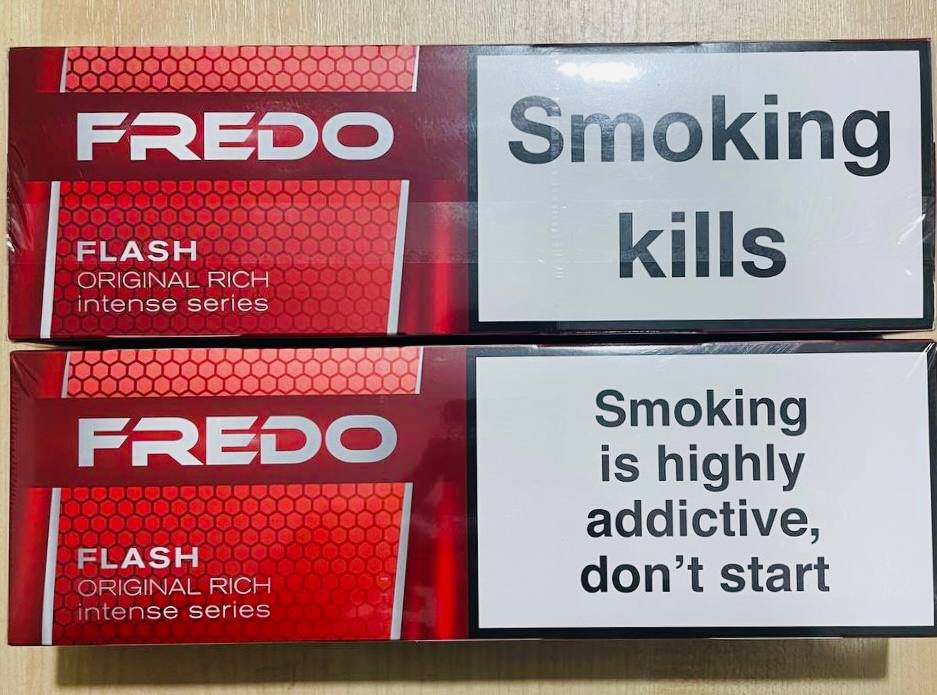 FREDO
FLASH
ORIGINAL RICH
intense series
Smoking
kills
FREDO
FLASH
ORIGINAL RICH
intense series
Smoking
is highly
addictive,
don't start